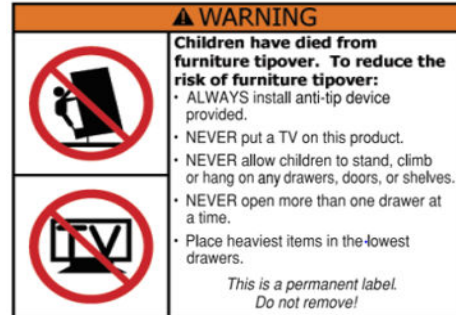 ⚠ WARNING
Children have died from
furniture tipover. To reduce the
risk of furniture tipover:
• ALWAYS install anti-tip device
provided.
• NEVER put a TV on this product.
• NEVER allow children to stand, climb
or hang on any drawers, doors, or shelves.
• NEVER open more than one drawer at
a time.
• Place heaviest items in the lowest
drawers.
This is a permanent label.
Do not remove!
TV